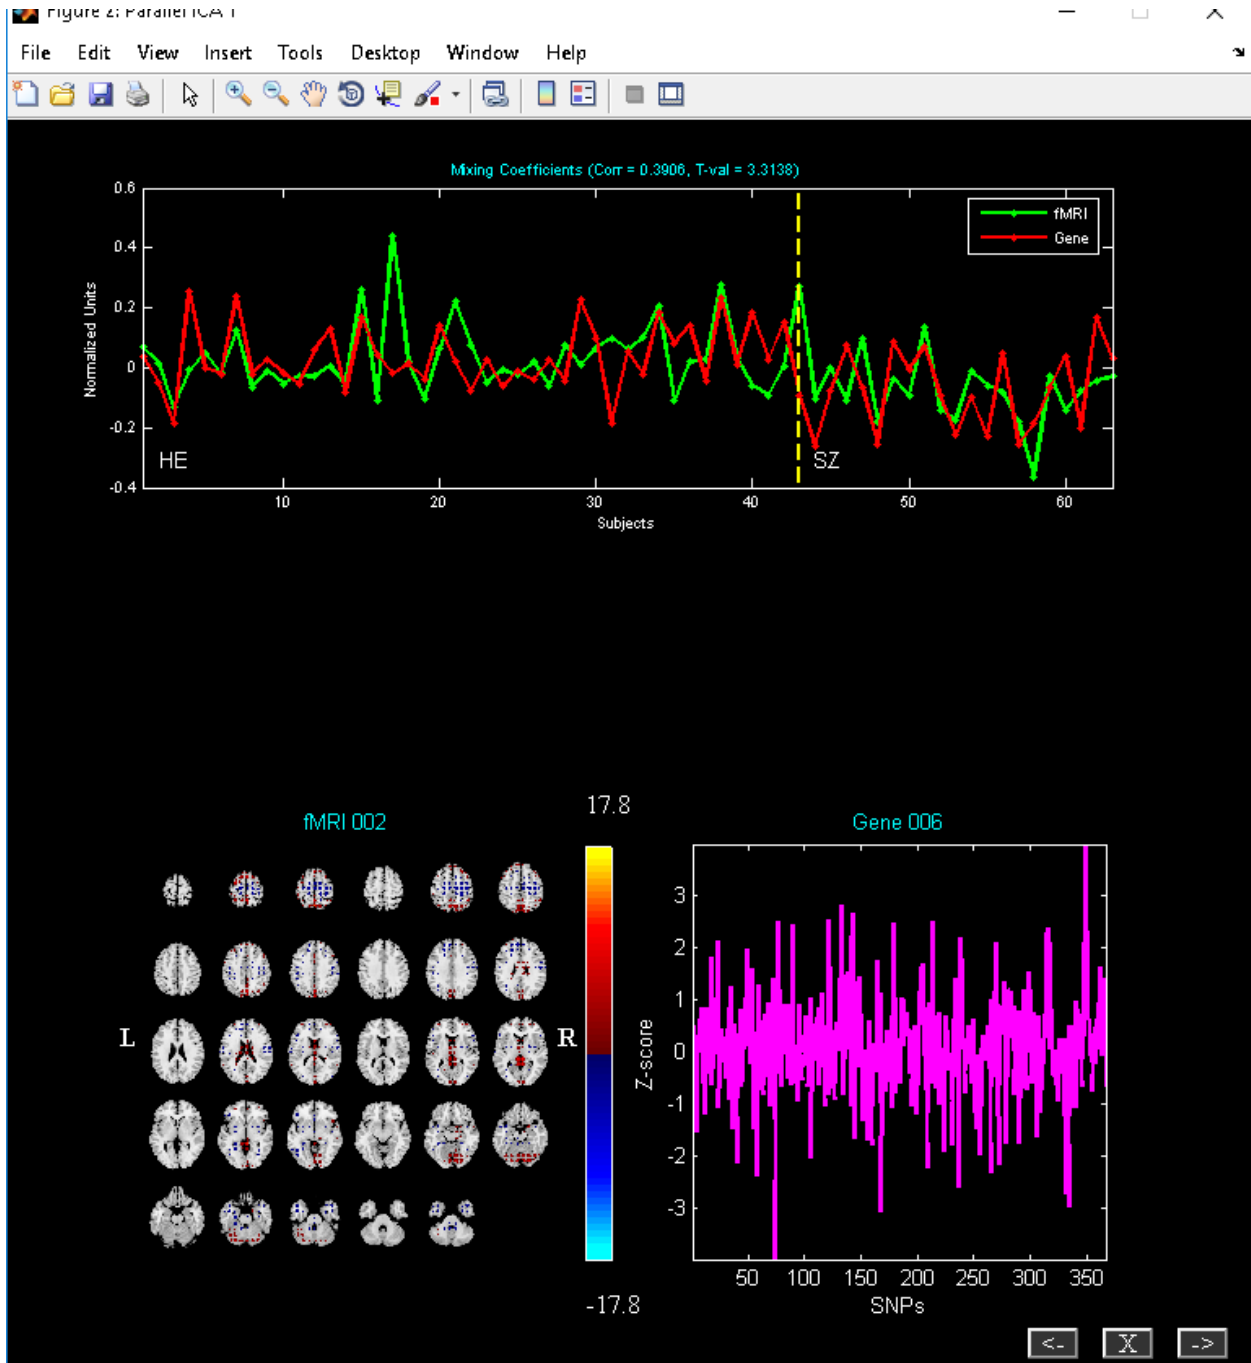 Figure 2: Parallel ICA 1
File Edit View Insert Tools Desktop Window Help
Mixing Coefficients (Corr = 0.3906, T-val = 3.3138)
0.6
0.4
0.2
0
-0.2
-0.4
Normalized Units
fMRI
Gene
HE
SZ
10 20 30 40 50 60
Subjects
fMRI 002
17.8
L
R
-17.8
Gene 006
3
2
1
0
-1
-2
-3
Z-score
50 100 150 200 250 300 350
SNPs
<- X ->